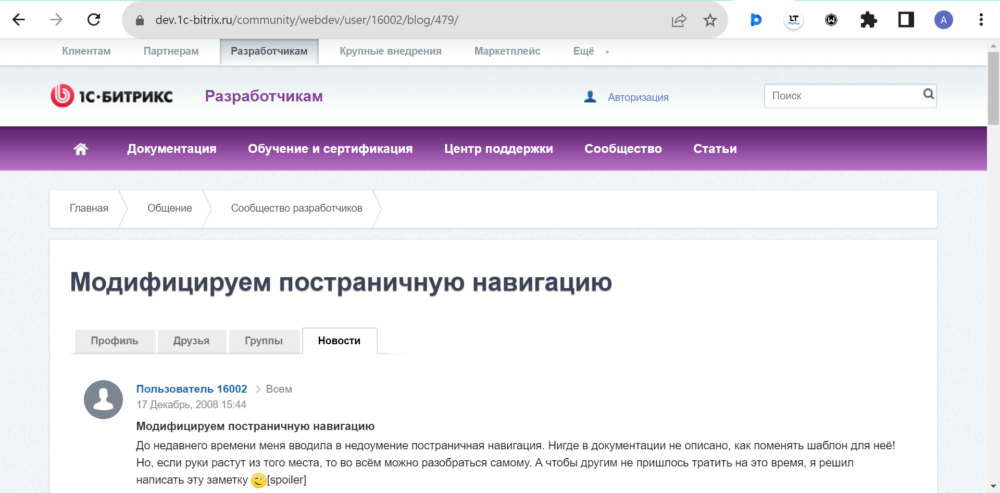 dev.1c-bitrix.ru/community/webdev/user/16002/blog/479/
LT
W
A
Клиентам Партнерам Разработчикам Крупные внедрения Маркетплейс Ещё
1С·БИТРИКС Разработчикам Авторизация Поиск
Документация Обучение и сертификация Центр поддержки Сообщество Статьи
Главная Общение Сообщество разработчиков
Модифицируем постраничную навигацию
Профиль Друзья Группы Новости
Пользователь 16002 Всем
17 Декабрь, 2008 15:44
Модифицируем постраничную навигацию
До недавнего времени меня вводила в недоумение постраничная навигация. Нигде в документации не описано, как поменять шаблон для неё!
Но, если руки растут из того места, то во всём можно разобраться самому. А чтобы другим не пришлось тратить на это время, я решил
написать эту заметку [spoiler]